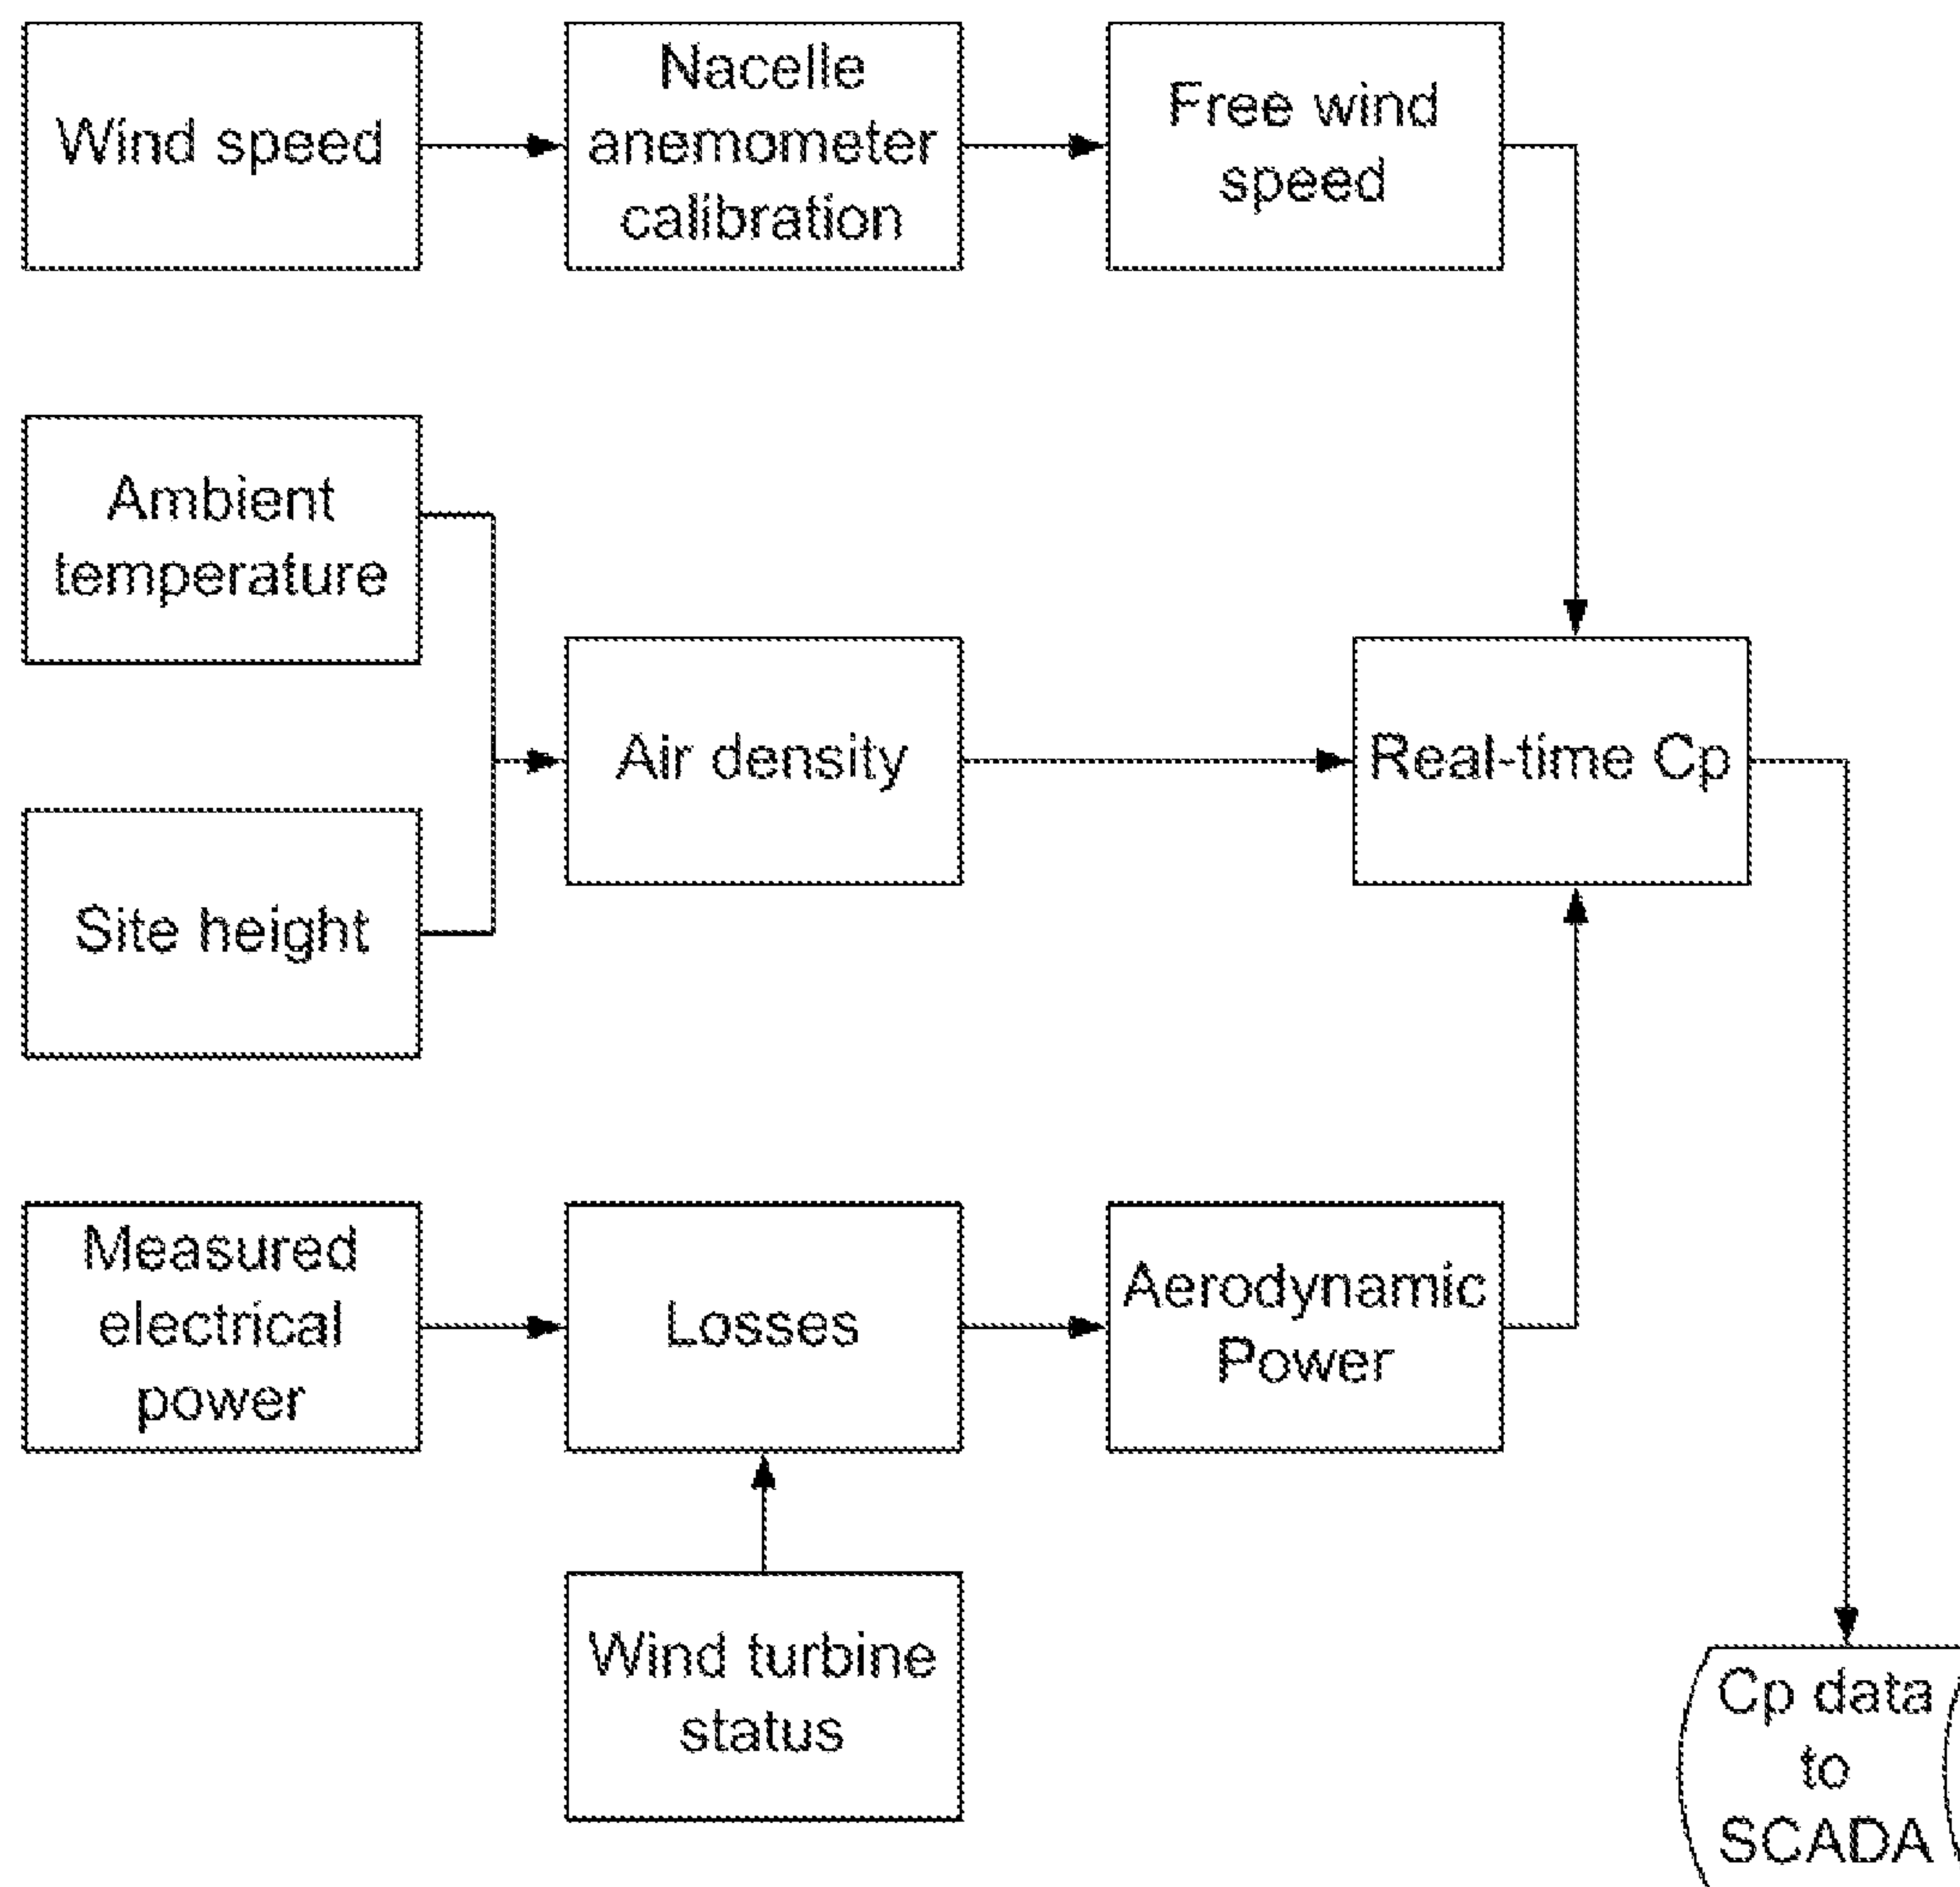 Wind speed
Nacelle
anemometer
calibration
Free wind
speed
Ambient
temperature
Air density
Real-time Cp
Site height
Measured
electrical
power
Losses
Aerodynamic
Power
Wind turbine
status
Cp data
to
SCADA